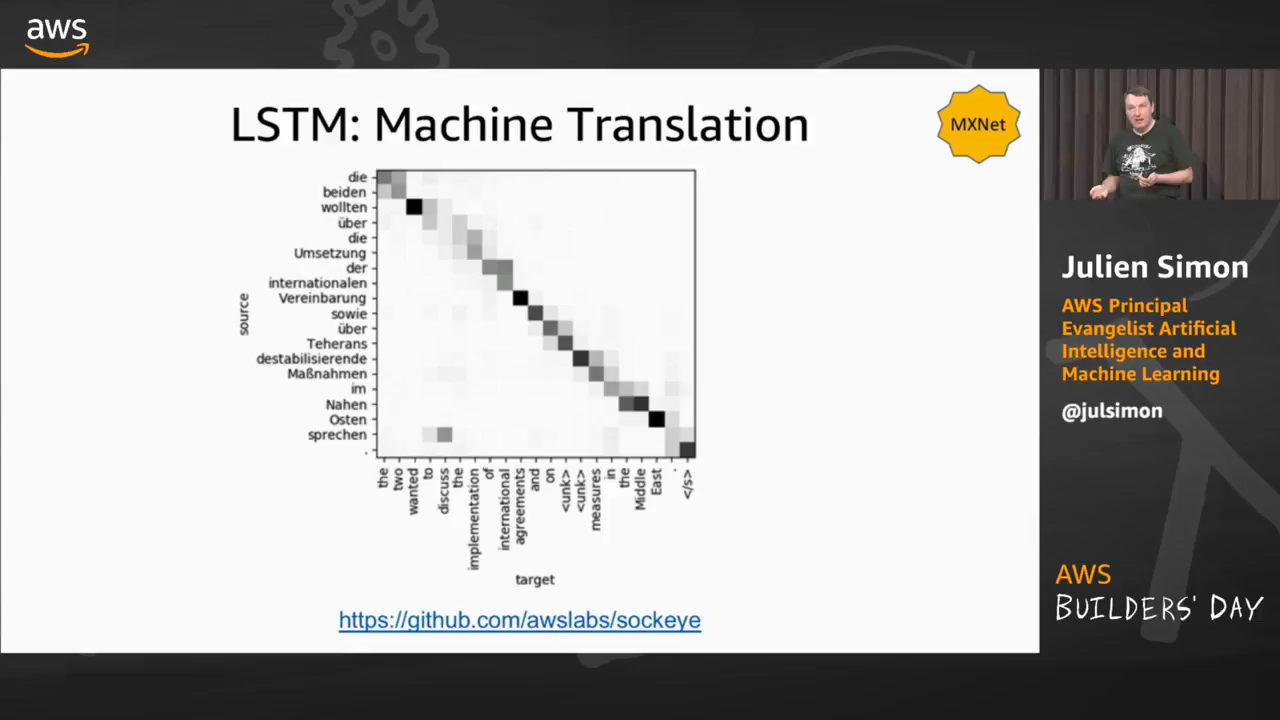 aws
LSTM: Machine Translation
MXNet
die
beiden
wollten
über
die
Umsetzung
der
internationalen
Vereinbarung
sowie
über
Teherans
destabilisierende
Maßnahmen
im
Nahen
Osten
sprechen
.
source
the
two
wanted
to
discuss
the
implementation
of
international
agreements
and
on
<unk>
<unk>
measures
in
the
Middle
East
.
</s>
target
https://github.com/awslabs/sockeye
Julien Simon
AWS Principal
Evangelist Artificial
Intelligence and
Machine Learning
@julsimon
AWS
BUILDERS' DAY